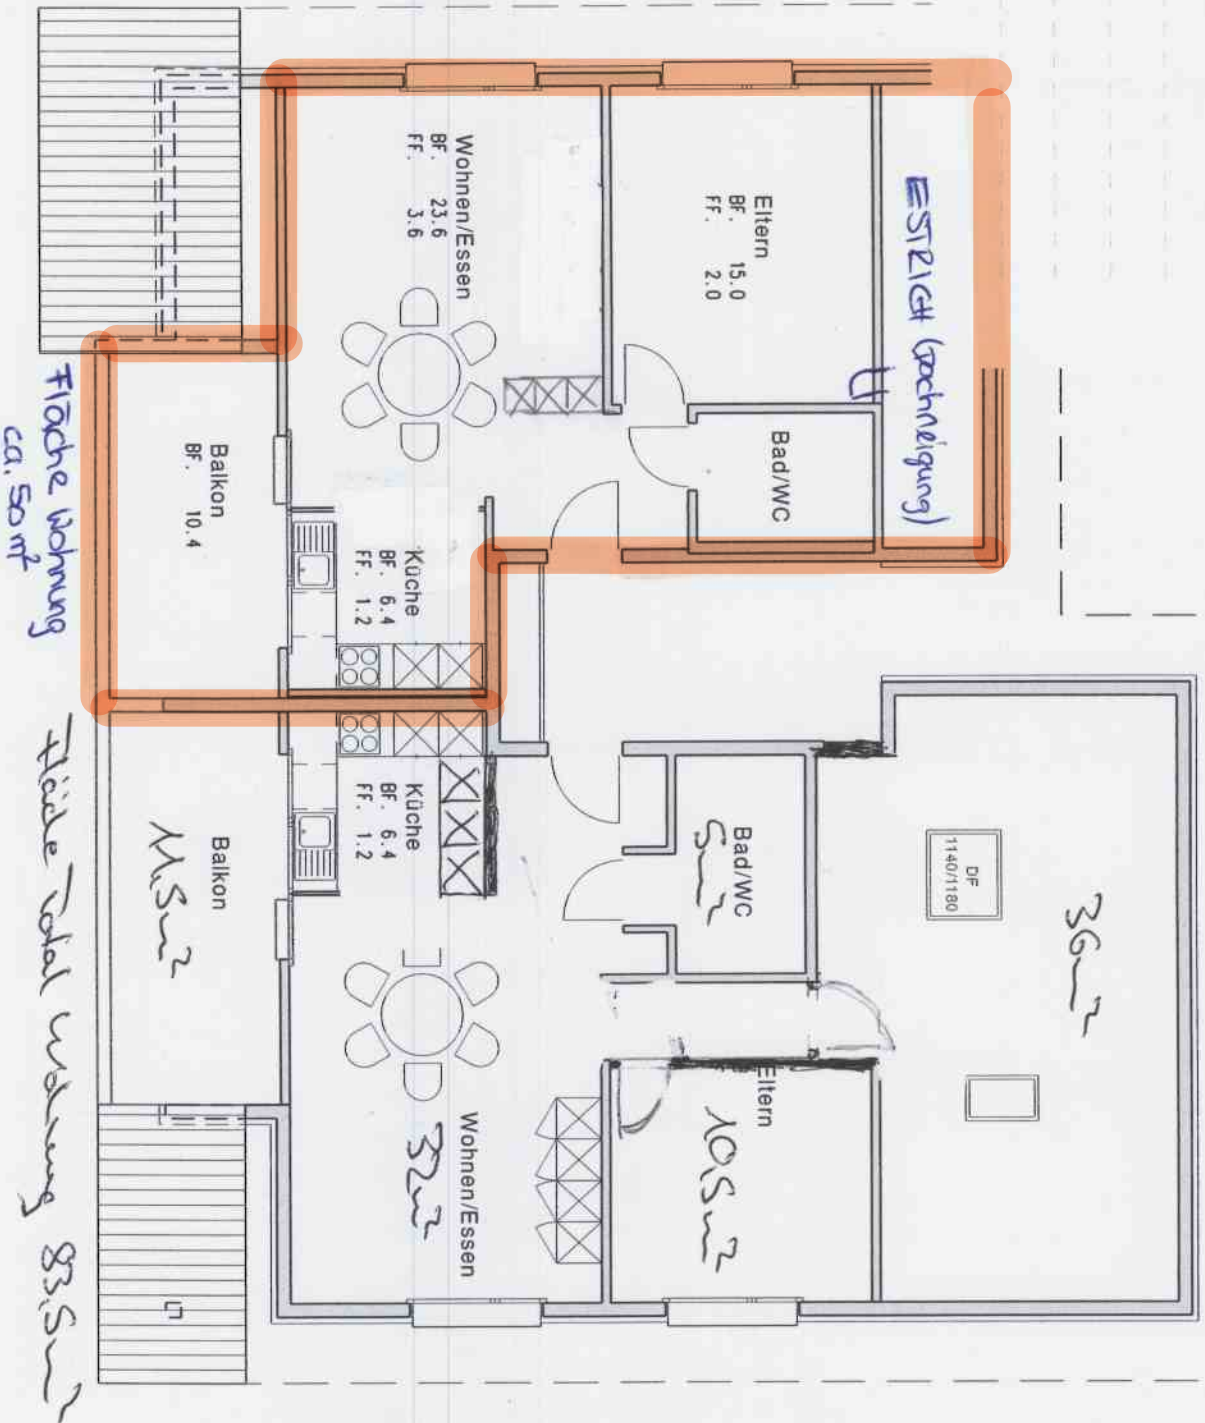 Wohnen/Essen
BF. 23.6
FF. 3.6
Eltern
BF. 15.0
FF. 2.0
ESTRICH (Dachneigung)
Bad/WC
Balkon
BF. 10.4
Küche
BF. 6.4
FF. 1.2
Fläche Wohnung
ca. 50 m²
Küche
BF. 6.4
FF. 1.2
Bad/WC
5m²
Balkon
11,5m²
DF
1140/1180
36m²
Eltern
10,5m²
Wohnen/Essen
32m²
Fläche Total Wohnung 83,5m²